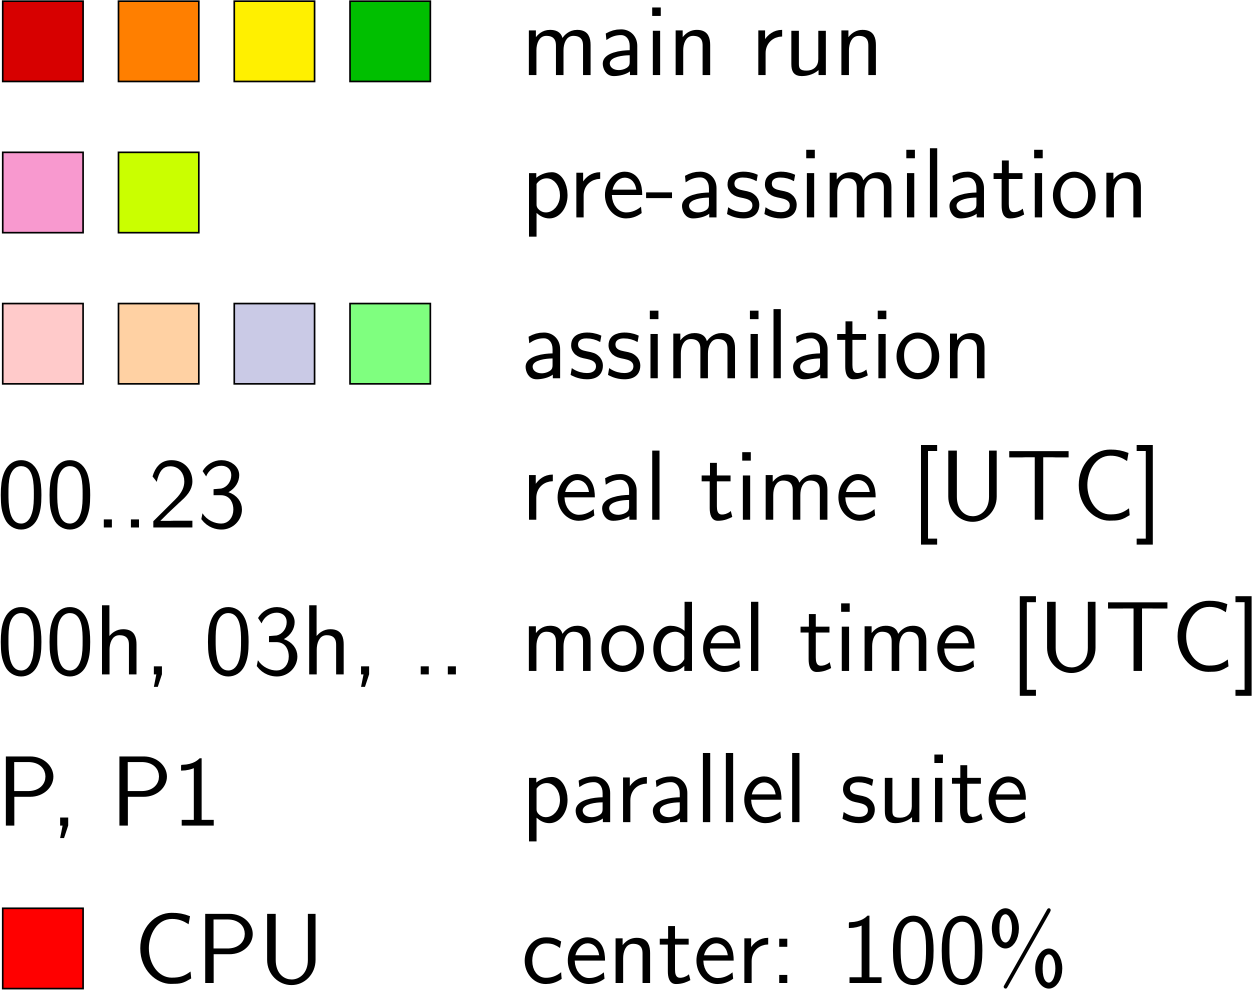 main run
pre-assimilation
assimilation
00..23 real time [UTC]
00h, 03h, .. model time [UTC]
P, P1 parallel suite
CPU center: 100%